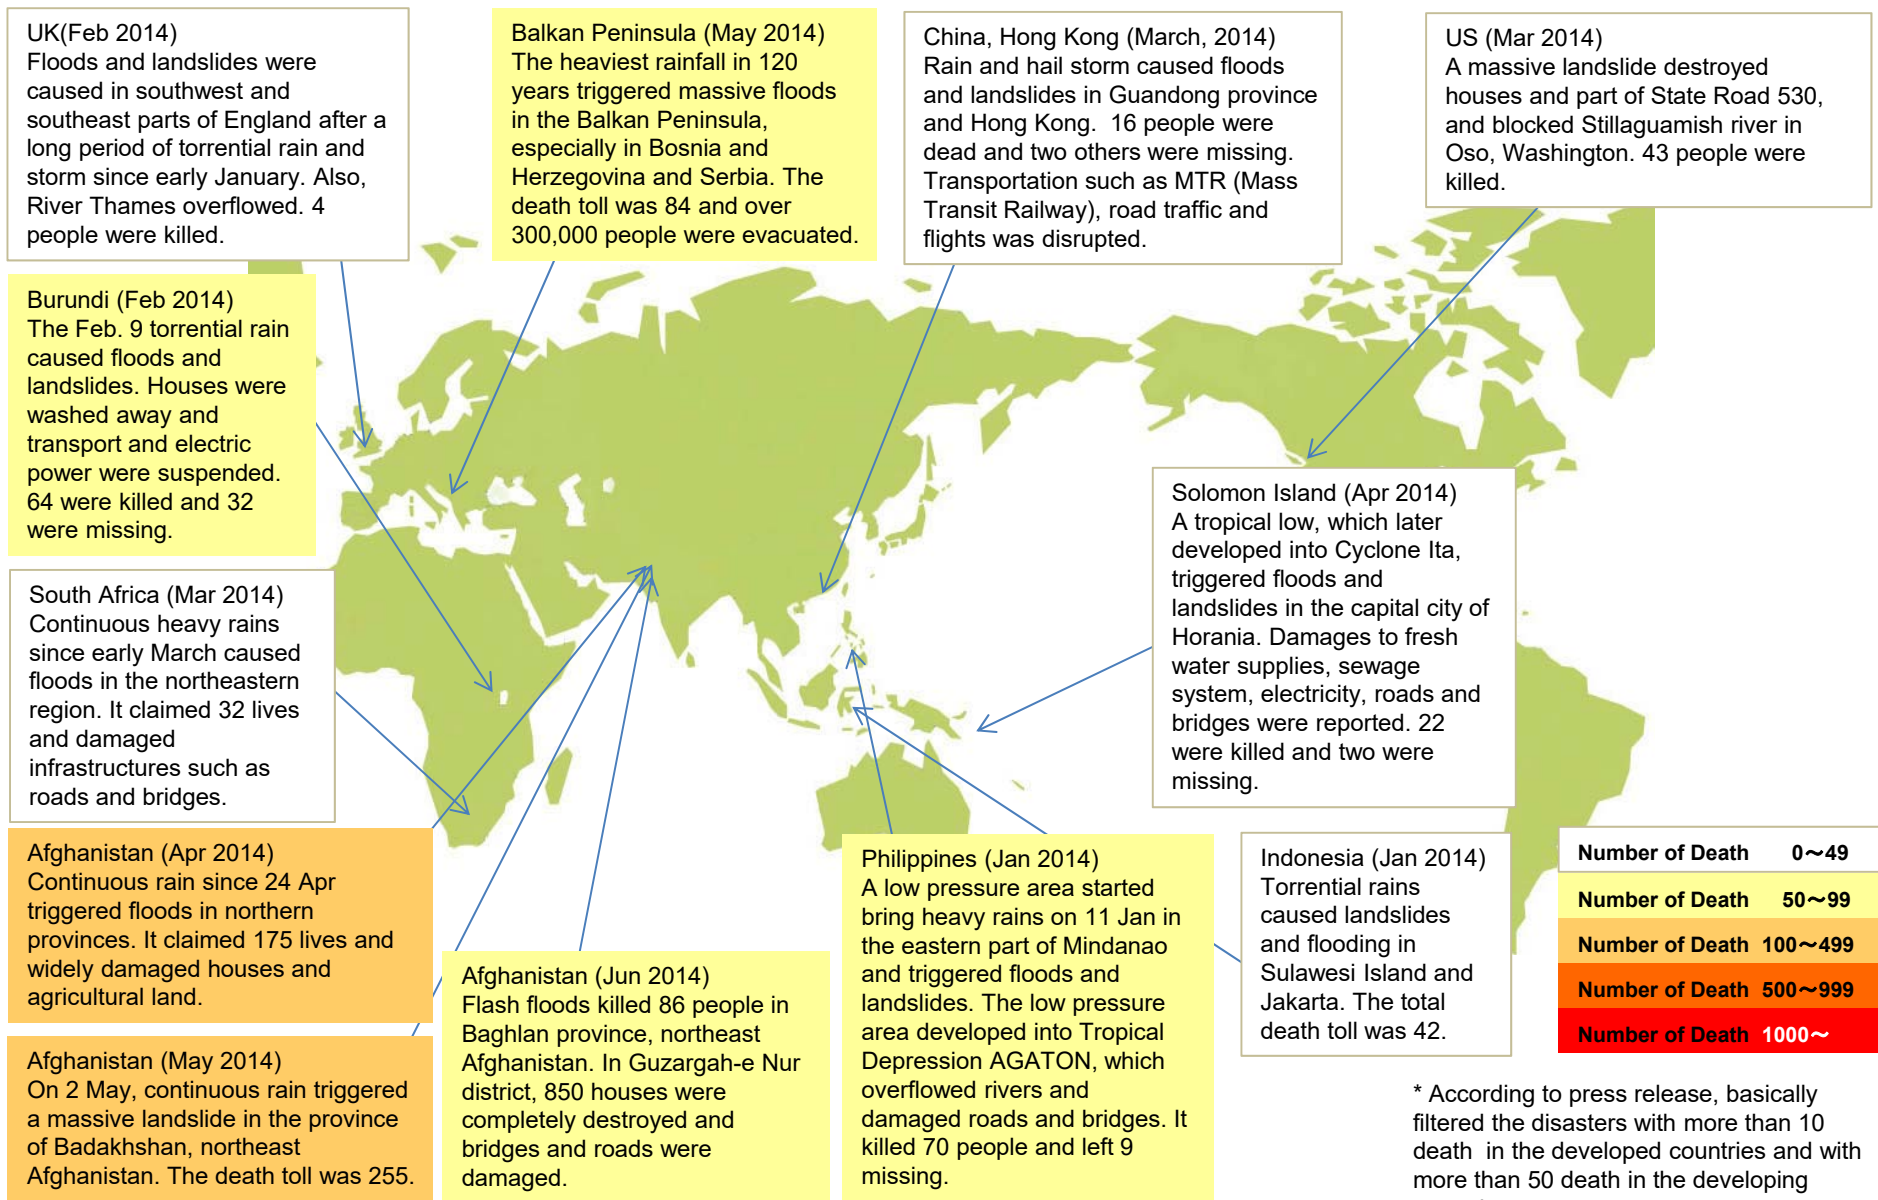 UK(Feb 2014)
Floods and landslides were
caused in southwest and
southeast parts of England after a
long period of torrential rain and
storm since early January. Also,
River Thames overflowed. 4
people were killed.
Balkan Peninsula (May 2014)
The heaviest rainfall in 120
years triggered massive floods
in the Balkan Peninsula,
especially in Bosnia and
Herzegovina and Serbia. The
death toll was 84 and over
300,000 people were evacuated.
China, Hong Kong (March, 2014)
Rain and hail storm caused floods
and landslides in Guandong province
and Hong Kong.  16 people were
dead and two others were missing.
Transportation such as MTR (Mass
Transit Railway), road traffic and
flights was disrupted.
US (Mar 2014)
A massive landslide destroyed
houses and part of State Road 530,
and blocked Stillaguamish river in
Oso, Washington. 43 people were
killed.
Burundi (Feb 2014)
The Feb. 9 torrential rain
caused floods and
landslides. Houses were
washed away and
transport and electric
power were suspended.
64 were killed and 32
were missing.
South Africa (Mar 2014)
Continuous heavy rains
since early March caused
floods in the northeastern
region. It claimed 32 lives
and damaged
infrastructures such as
roads and bridges.
Solomon Island (Apr 2014)
A tropical low, which later
developed into Cyclone Ita,
triggered floods and
landslides in the capital city of
Horania. Damages to fresh
water supplies, sewage
system, electricity, roads and
bridges were reported. 22
were killed and two were
missing.
Afghanistan (Apr 2014)
Continuous rain since 24 Apr
triggered floods in northern
provinces. It claimed 175 lives and
widely damaged houses and
agricultural land.
Afghanistan (May 2014)
On 2 May, continuous rain triggered
a massive landslide in the province
of Badakhshan, northeast
Afghanistan. The death toll was 255.
Afghanistan (Jun 2014)
Flash floods killed 86 people in
Baghlan province, northeast
Afghanistan. In Guzargah-e Nur
district, 850 houses were
completely destroyed and
bridges and roads were
damaged.
Philippines (Jan 2014)
A low pressure area started
bring heavy rains on 11 Jan in
the eastern part of Mindanao
and triggered floods and
landslides. The low pressure
area developed into Tropical
Depression AGATON, which
overflowed rivers and
damaged roads and bridges. It
killed 70 people and left 9
missing.
Indonesia (Jan 2014)
Torrential rains
caused landslides
and flooding in
Sulawesi Island and
Jakarta. The total
death toll was 42.
Number of Death 0～49
Number of Death 50～99
Number of Death 100～499
Number of Death 500～999
Number of Death 1000～
* According to press release, basically
filtered the disasters with more than 10
death  in the developed countries and with
more than 50 death in the developing